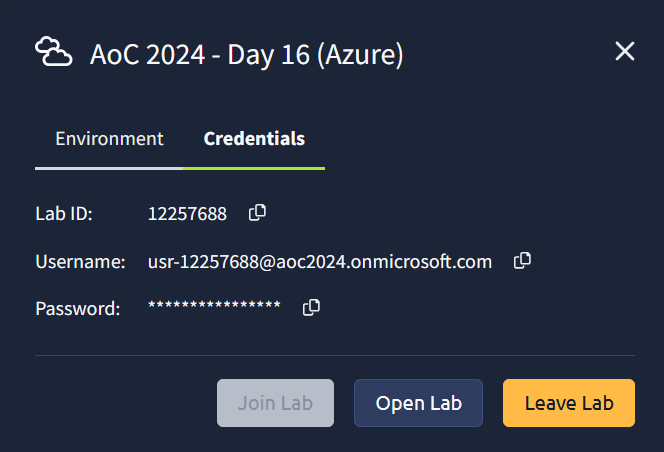 AoC 2024 - Day 16 (Azure)
Environment Credentials
Lab ID: 12257688
Username: usr-12257688@aoc2024.onmicrosoft.com
Password: ****************
Join Lab Open Lab Leave Lab